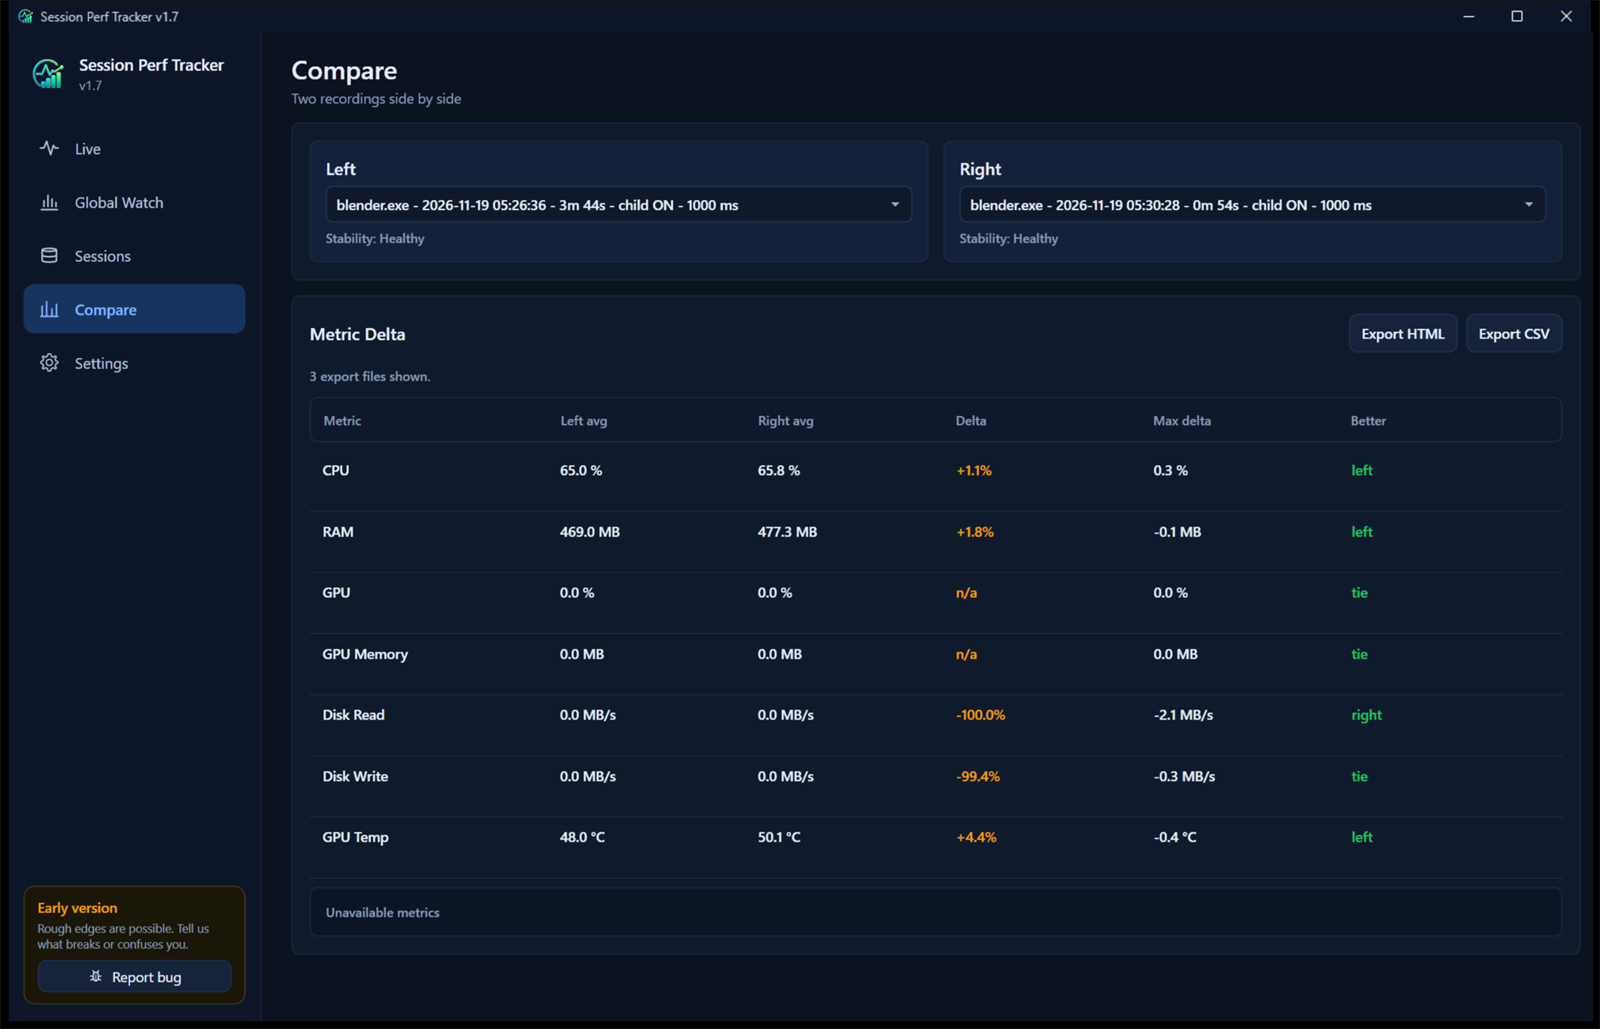 Session Perf Tracker v1.7
Session Perf Tracker
v1.7
Live
Global Watch
Sessions
Compare
Settings
Early version
Rough edges are possible. Tell us
what breaks or confuses you.
Report bug
Compare
Two recordings side by side
Left
blender.exe - 2026-11-19 05:26:36 - 3m 44s - child ON - 1000 ms
Stability: Healthy
Right
blender.exe - 2026-11-19 05:30:28 - 0m 54s - child ON - 1000 ms
Stability: Healthy
Metric Delta
Export HTML
Export CSV
3 export files shown.
Metric Left avg Right avg Delta Max delta Better
CPU 65.0 % 65.8 % +1.1% 0.3 % left
RAM 469.0 MB 477.3 MB +1.8% -0.1 MB left
GPU 0.0 % 0.0 % n/a 0.0 % tie
GPU Memory 0.0 MB 0.0 MB n/a 0.0 MB tie
Disk Read 0.0 MB/s 0.0 MB/s -100.0% -2.1 MB/s right
Disk Write 0.0 MB/s 0.0 MB/s -99.4% -0.3 MB/s tie
GPU Temp 48.0 °C 50.1 °C +4.4% -0.4 °C left
Unavailable metrics